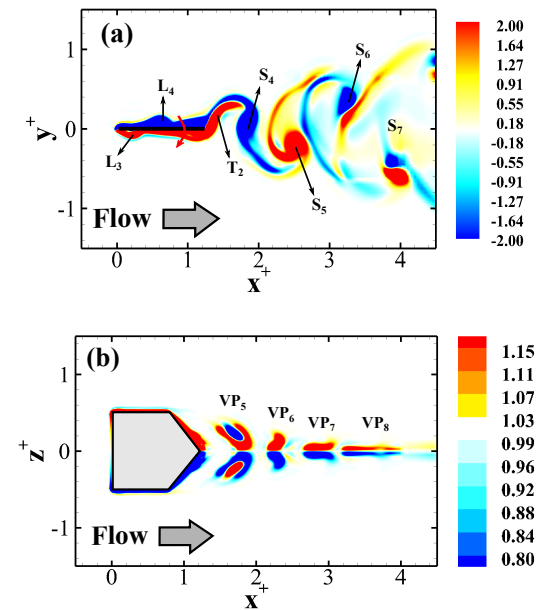 (a)
y⁺
1
0
-1
L₄
L₃
T₂
S₄
S₅
S₆
S₇
Flow
0 1 2 3 4
x⁺
2.00
1.64
1.27
0.91
0.55
0.18
-0.18
-0.55
-0.91
-1.27
-1.64
-2.00
(b)
z⁺
1
0
-1
VP₅
VP₆
VP₇
VP₈
Flow
0 1 2 3 4
x⁺
1.15
1.11
1.07
1.03
0.99
0.96
0.92
0.88
0.84
0.80